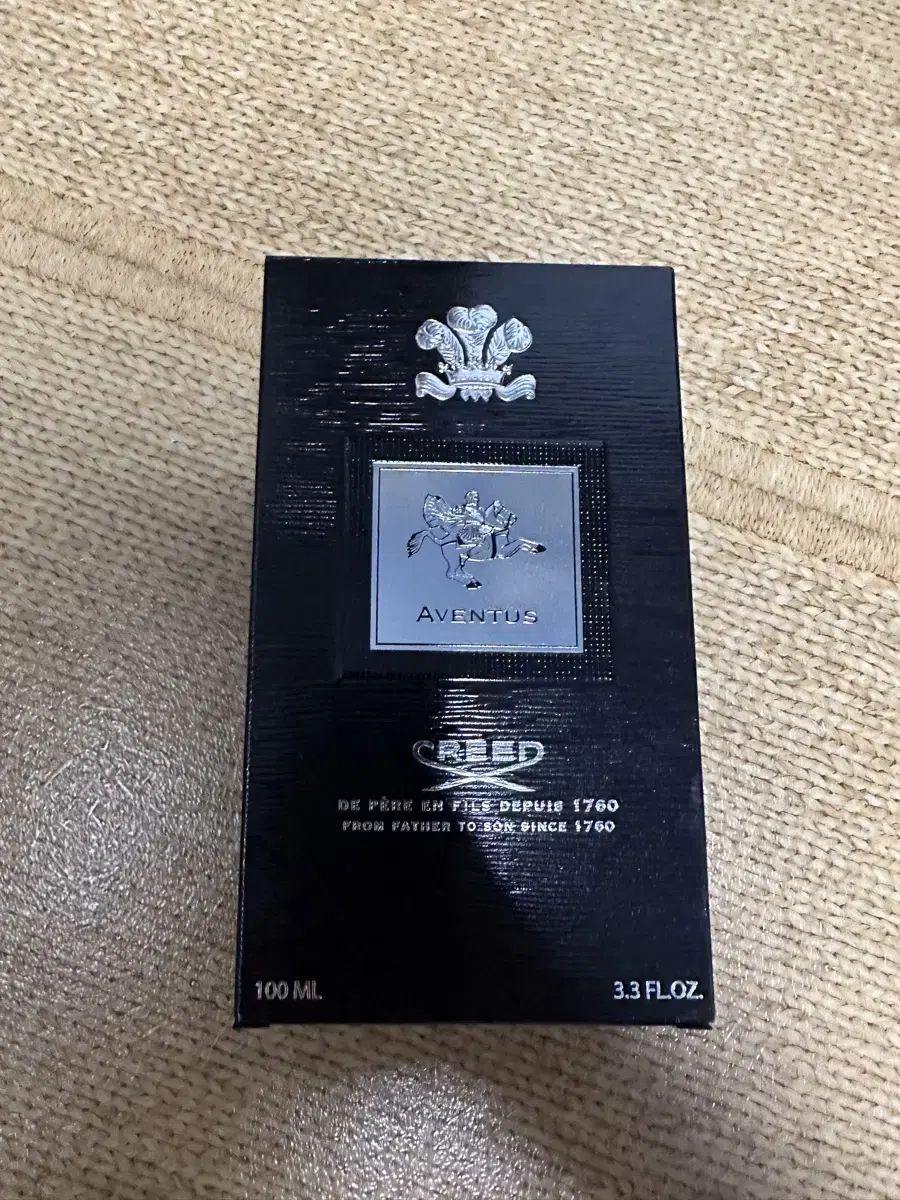 AVENTUS
CREED
DE PÈRE EN FILS DEPUIS 1760
FROM FATHER TO SON SINCE 1760
100 ML
3.3 FL.OZ.